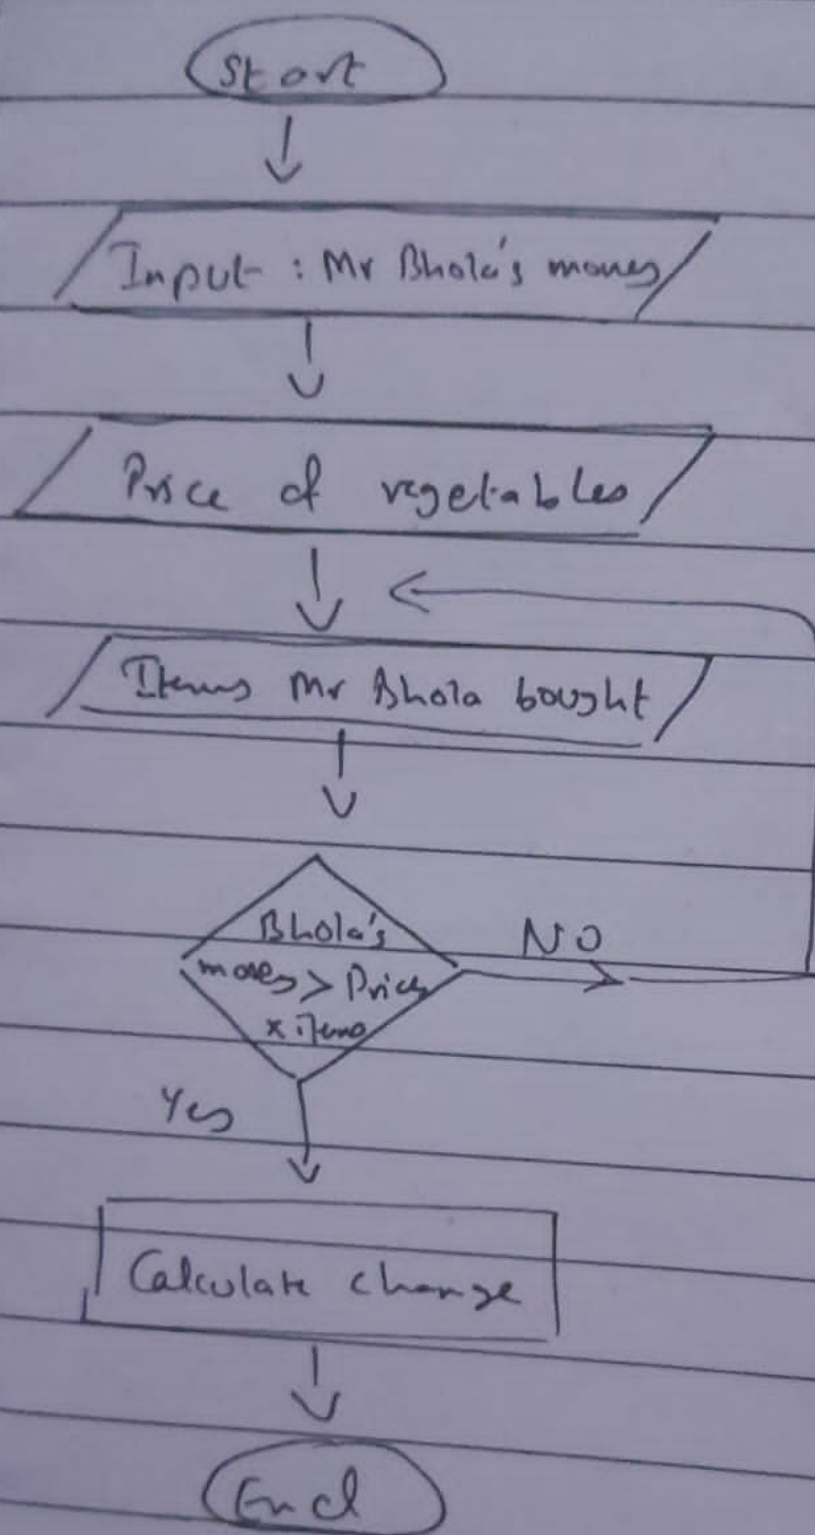 Start
Input : Mr Bhola's money
Price of vegetables
Items Mr Bhola bought
Bhola's
money > Price
x items
NO
Yes
Calculate change
End